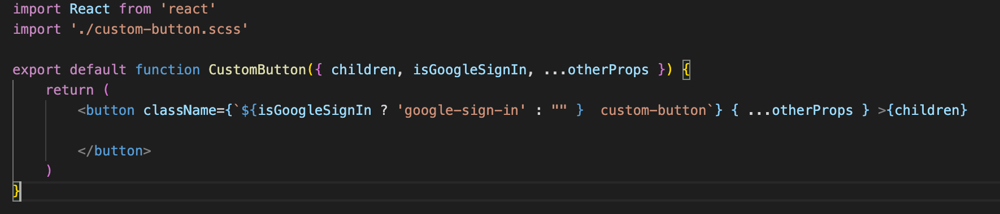 import React from 'react'
import './custom-button.scss'
export default function CustomButton({ children, isGoogleSignIn, ...otherProps }) {
return (
<button className={`${isGoogleSignIn ? 'google-sign-in' : "" }  custom-button`} { ...otherProps } >{children}
</button>
)
}